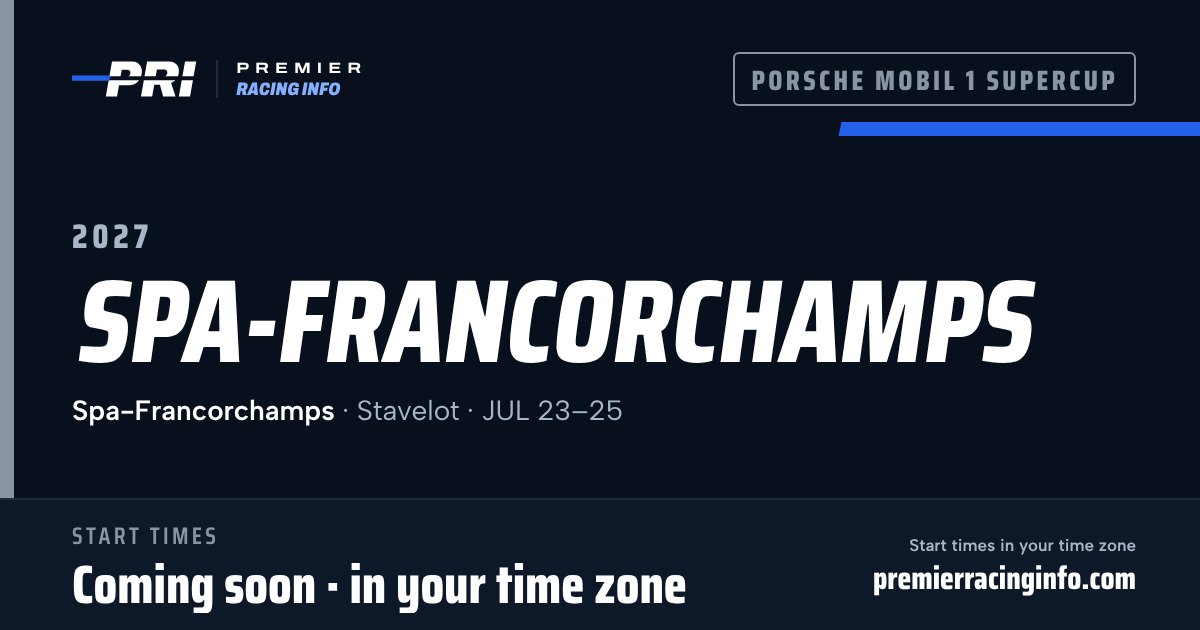 PRI
PREMIER
RACING INFO
PORSCHE MOBIL 1 SUPERCUP
2027
SPA-FRANCORCHAMPS
Spa-Francorchamps · Stavelot · JUL 23–25
START TIMES
Coming soon · in your time zone
Start times in your time zone
premierracinginfo.com